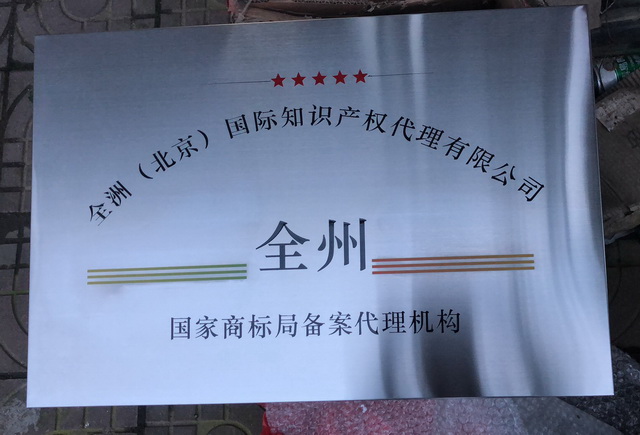 全洲（北京）国际知识产权代理有限公司
全州
国家商标局备案代理机构